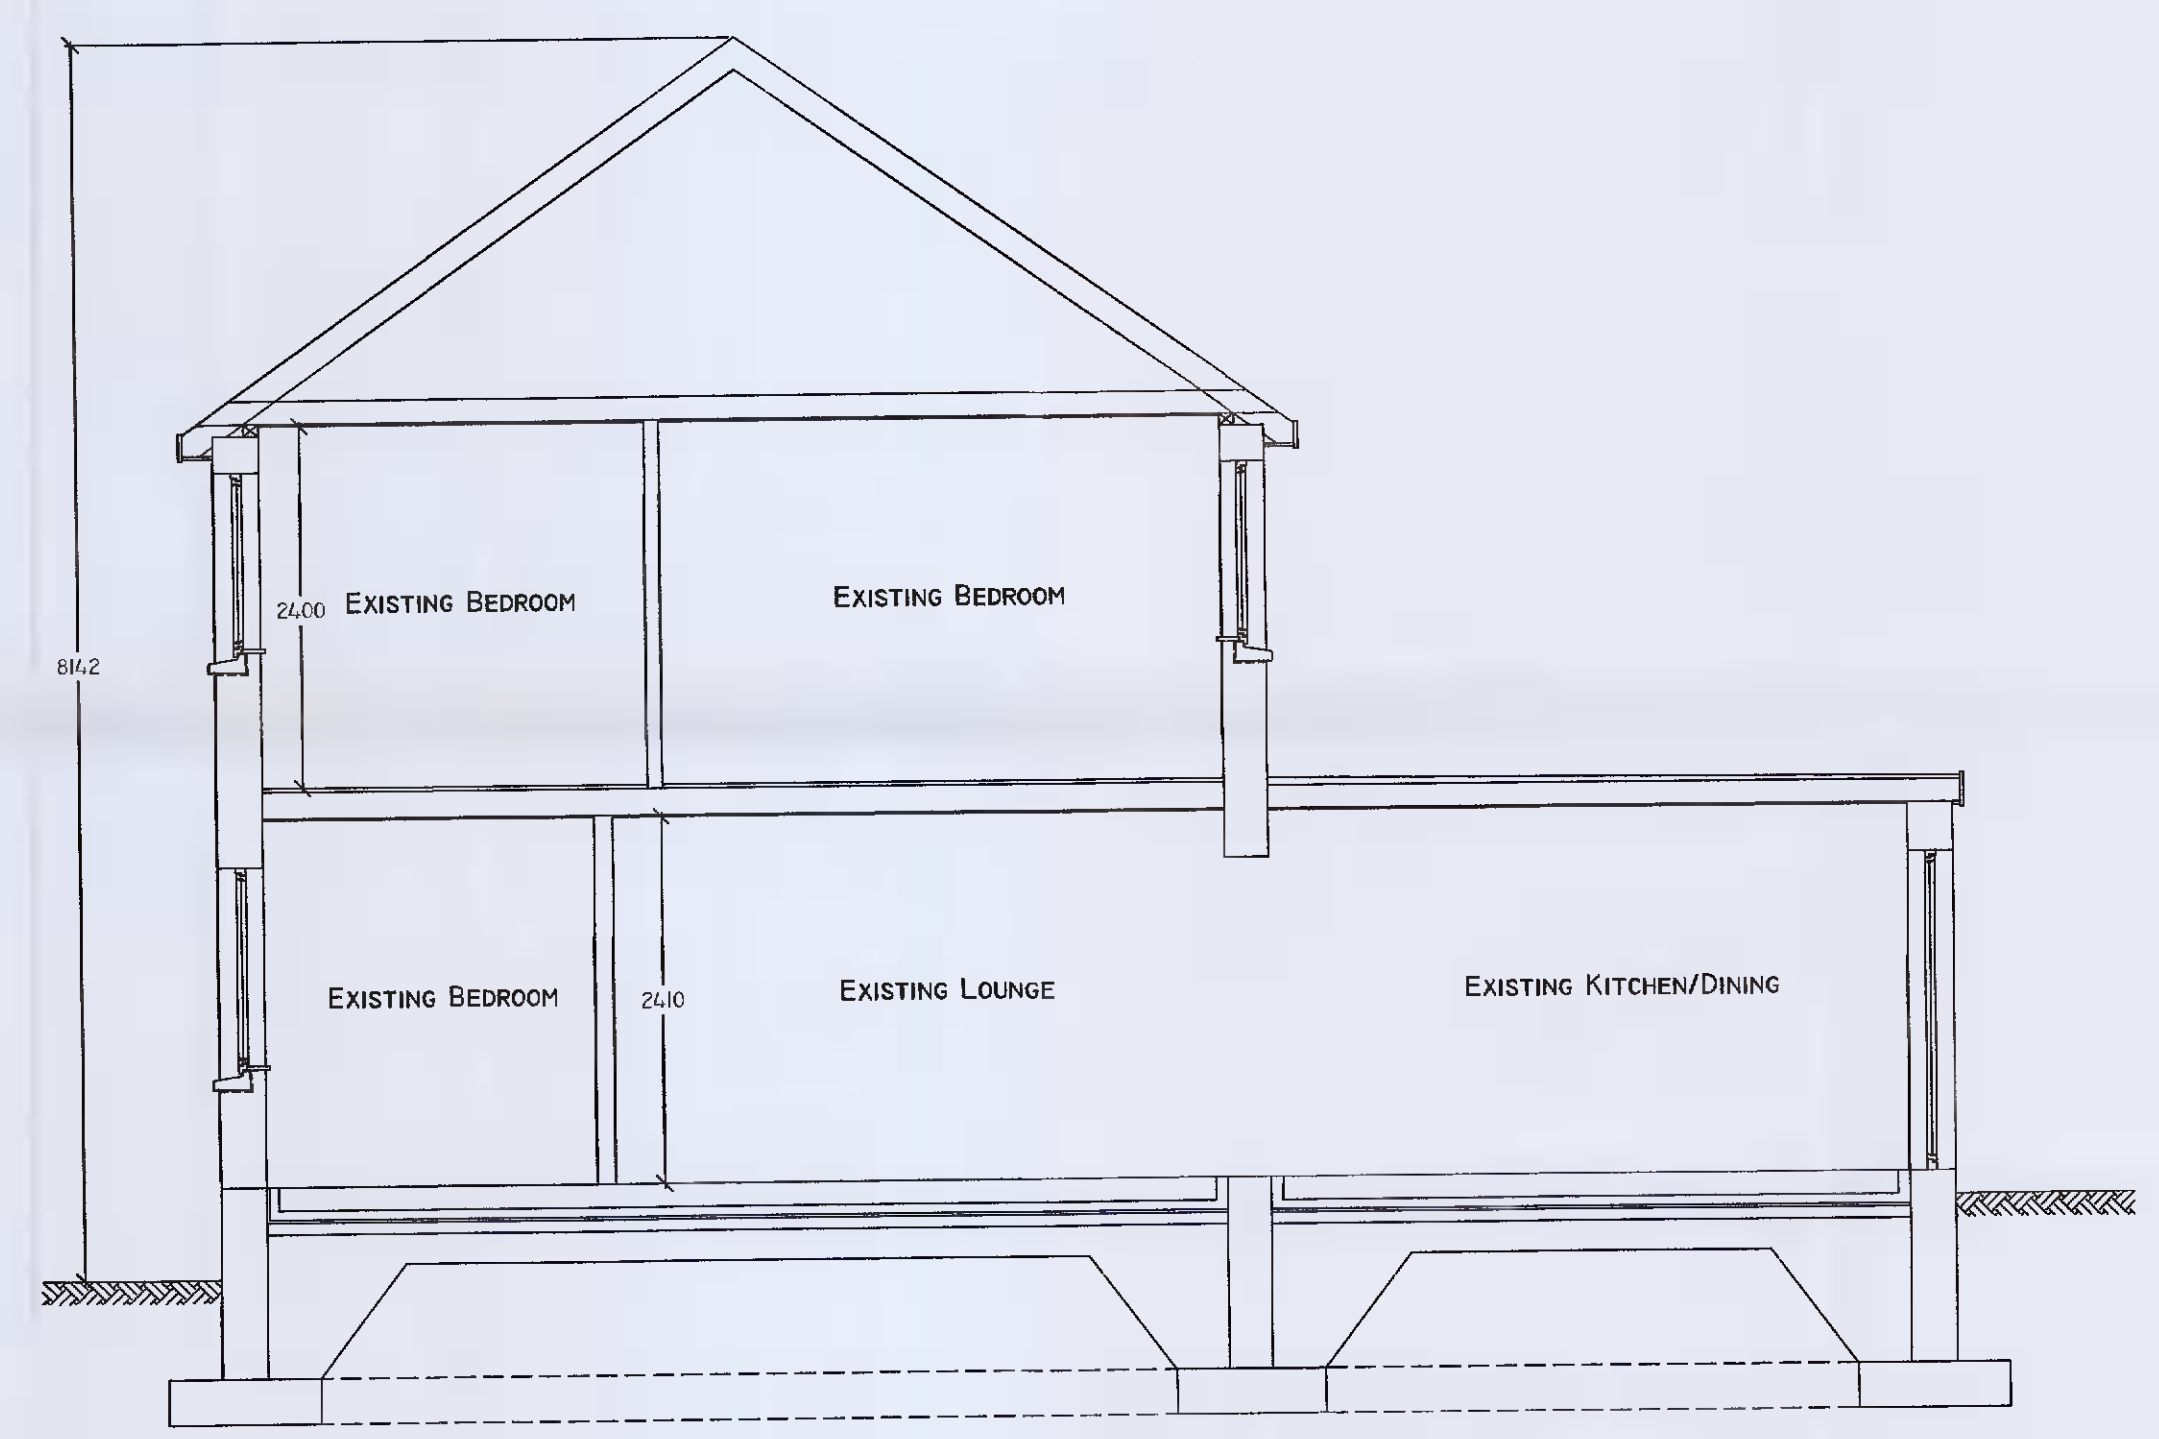 2400 EXISTING BEDROOM
EXISTING BEDROOM
8142
EXISTING BEDROOM
2410
EXISTING LOUNGE
EXISTING KITCHEN/DINING